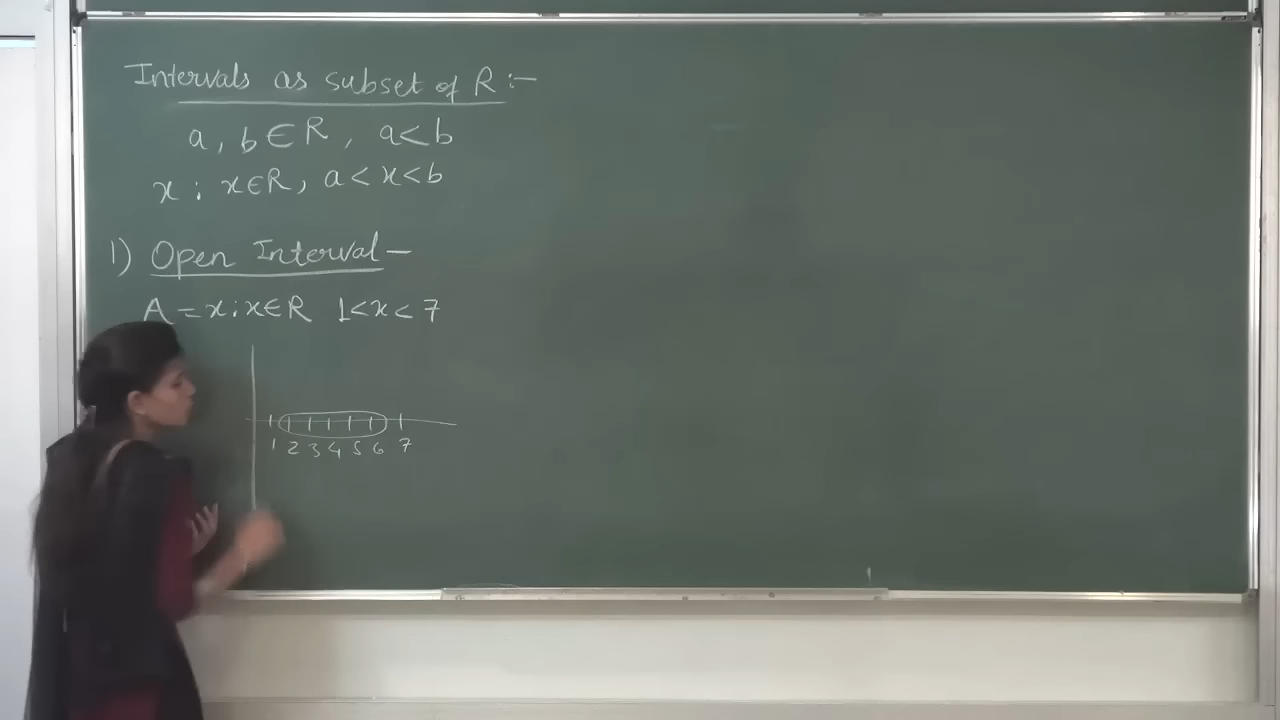 Intervals as subset of R :-
a, b ∈ R, a < b
x : x ∈ R, a < x < b
1) Open Interval -
A = x : x ∈ R 1 < x < 7
1 2 3 4 5 6 7